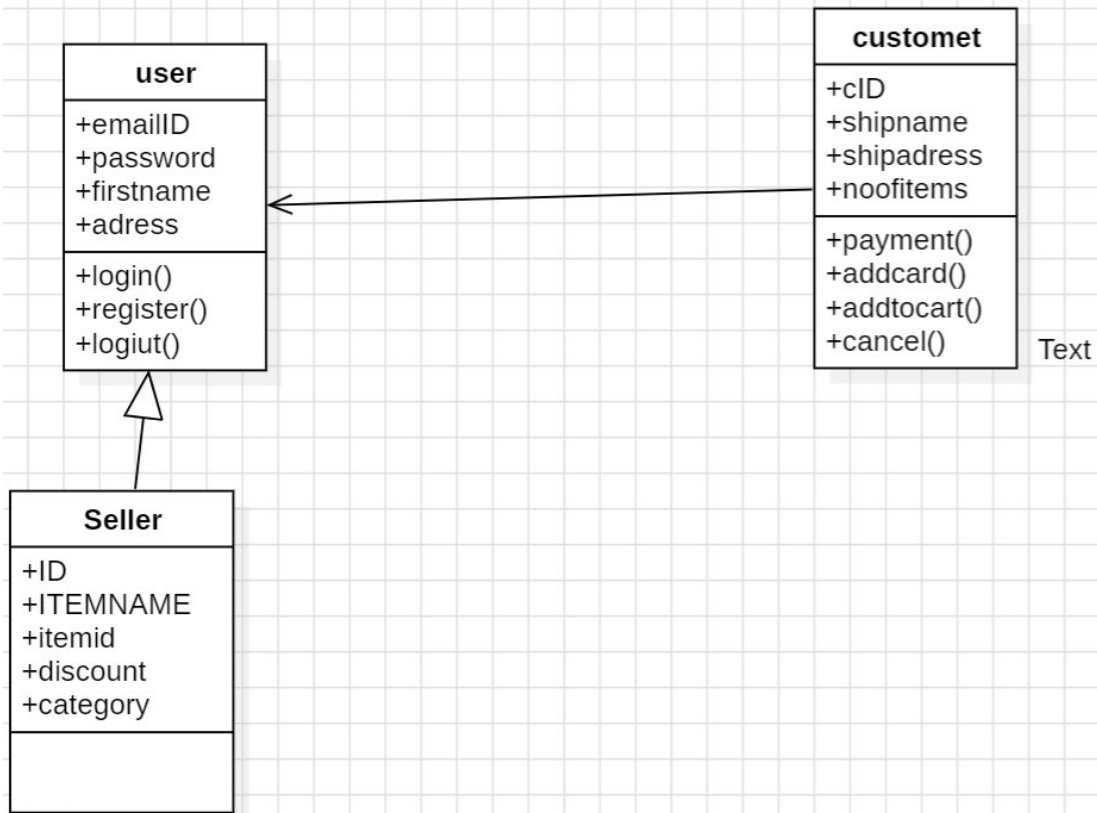 user
+emailID
+password
+firstname
+adress
+login()
+register()
+logiut()
customet
+cID
+shipname
+shipadress
+noofitems
+payment()
+addcard()
+addtocart()
+cancel()
Text
Seller
+ID
+ITEMNAME
+itemid
+discount
+category